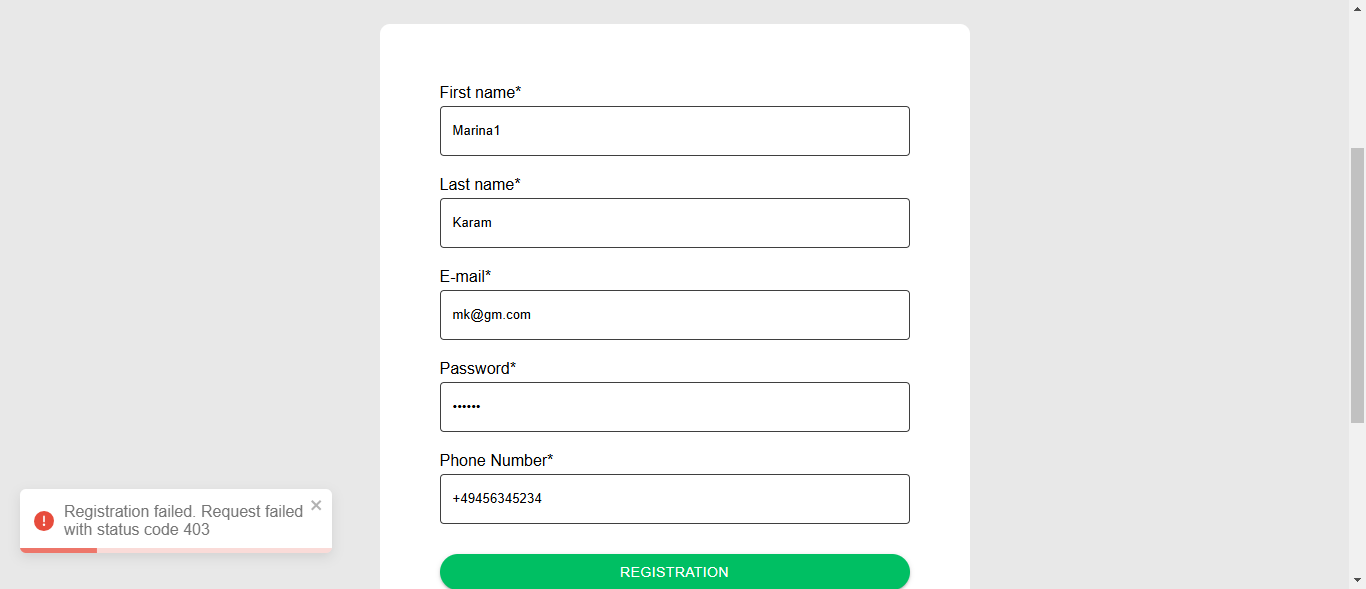 First name*
Marina1
Last name*
Karam
E-mail*
mk@gm.com
Password*
••••••
Phone Number*
+49456345234
REGISTRATION
Registration failed. Request failed
with status code 403